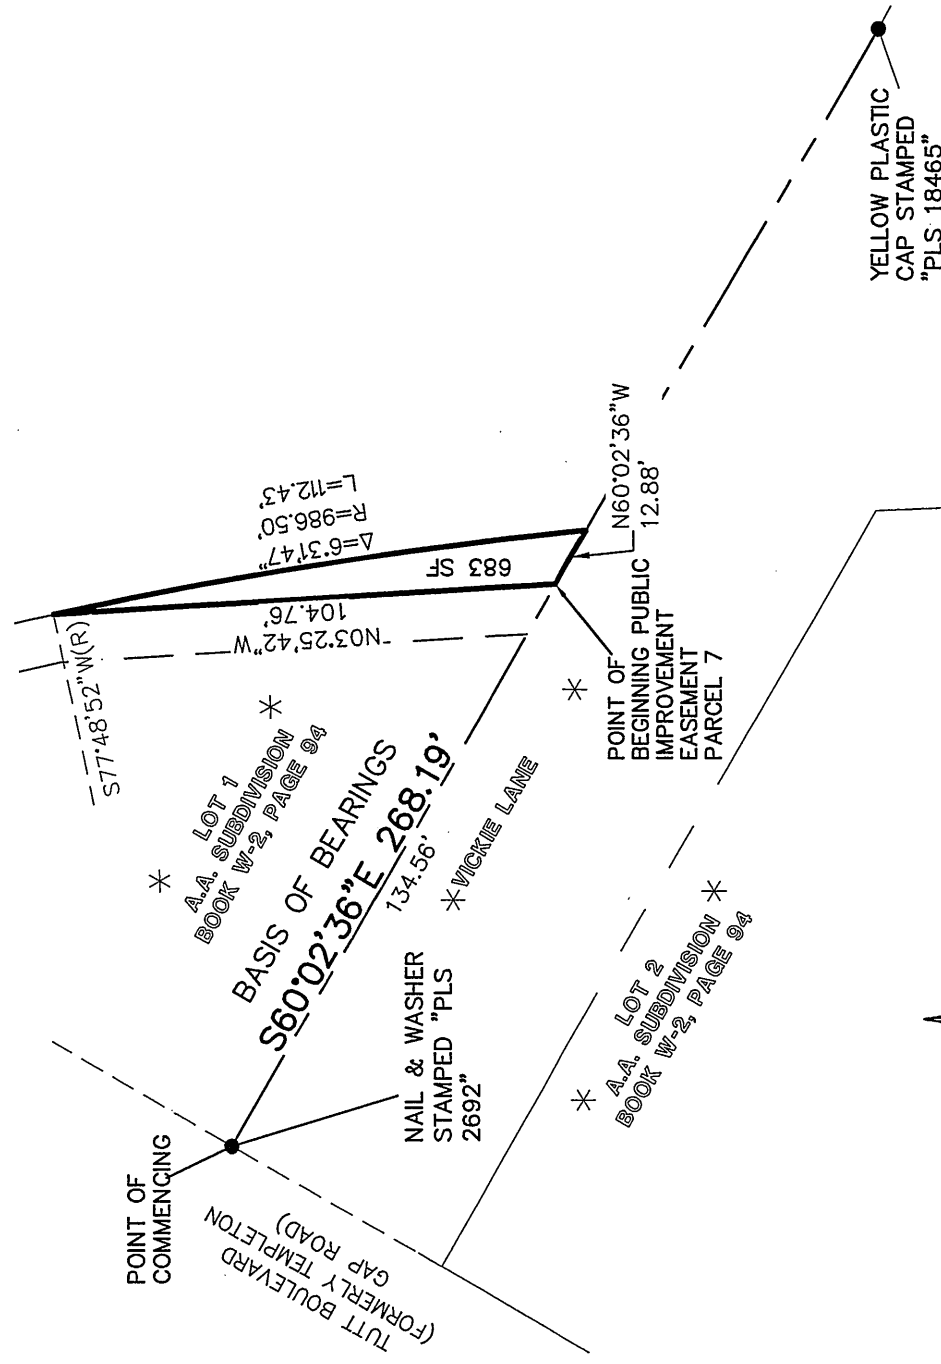 YELLOW PLASTIC
CAP STAMPED
"PLS 18465"
L=112.43'
R=986.50'
Δ=6°31'47"
683 SF
104.76'
N03°25'42"W
N60°02'36"W
12.88'
S77°48'52"W(R)
POINT OF
BEGINNING PUBLIC
IMPROVEMENT
EASEMENT
PARCEL 7
* LOT 1 *
A.A. SUBDIVISION
BOOK W-2, PAGE 94
BASIS OF BEARINGS
S60°02'36"E 268.19'
134.56'
* VICKIE LANE *
NAIL & WASHER
STAMPED "PLS
2692"
* LOT 2 *
A.A. SUBDIVISION
BOOK W-2, PAGE 94
POINT OF
COMMENCING
TUTT BOULEVARD
(FORMERLY TEMPLETON
GAP ROAD)